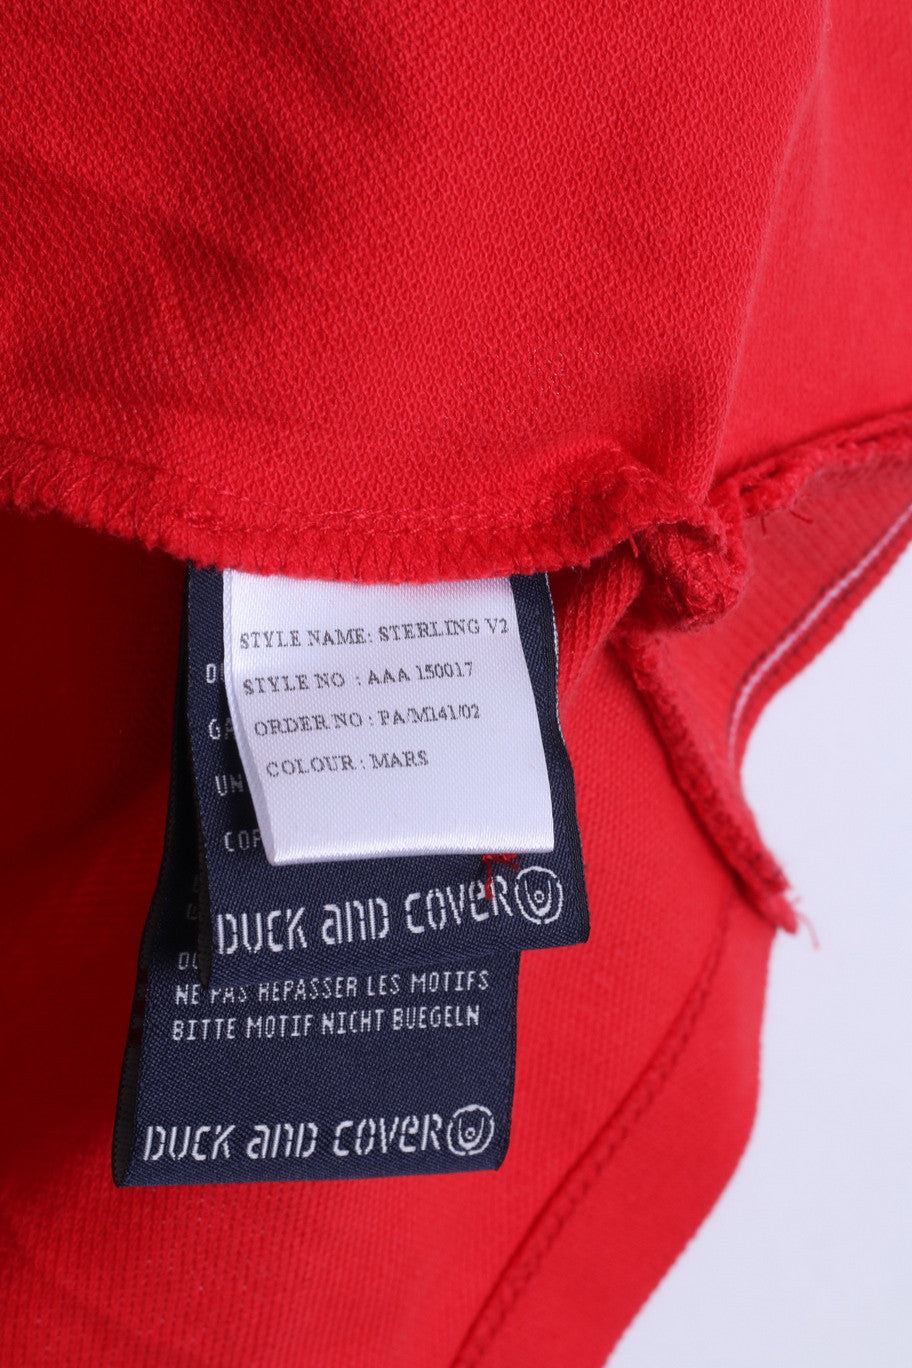 STYLE NAME: STERLING V2
STYLE NO : AAA 150017
ORDER NO : PA/M141/02
COLOUR : MARS
DUCK AND COVER
NE PAS REPASSER LES MOTIFS
BITTE MOTIF NICHT BUEGELN
DUCK AND COVER